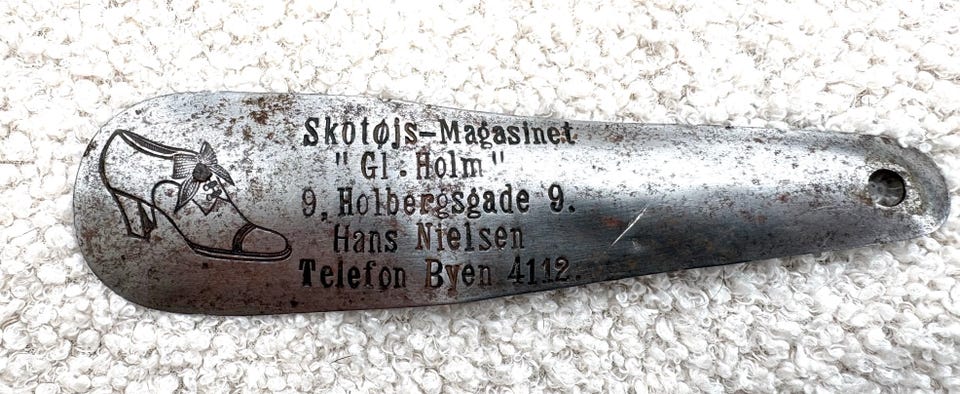 Skotøjs-Magasinet
"Gl. Holm"
9, Holbergsgade 9.
Hans Nielsen
Telefon Byen 4112.